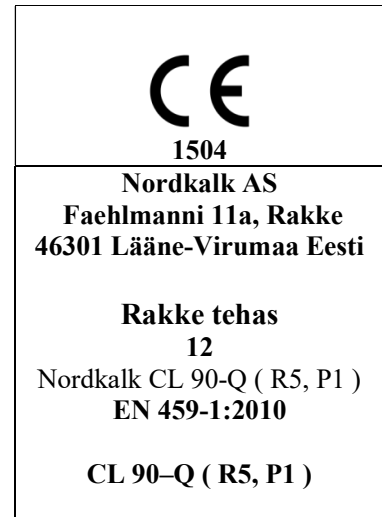 CE
1504
Nordkalk AS
Faehlmanni 11a, Rakke
46301 Lääne-Virumaa Eesti
Rakke tehas
12
Nordkalk CL 90-Q ( R5, P1 )
EN 459-1:2010
CL 90–Q ( R5, P1 )